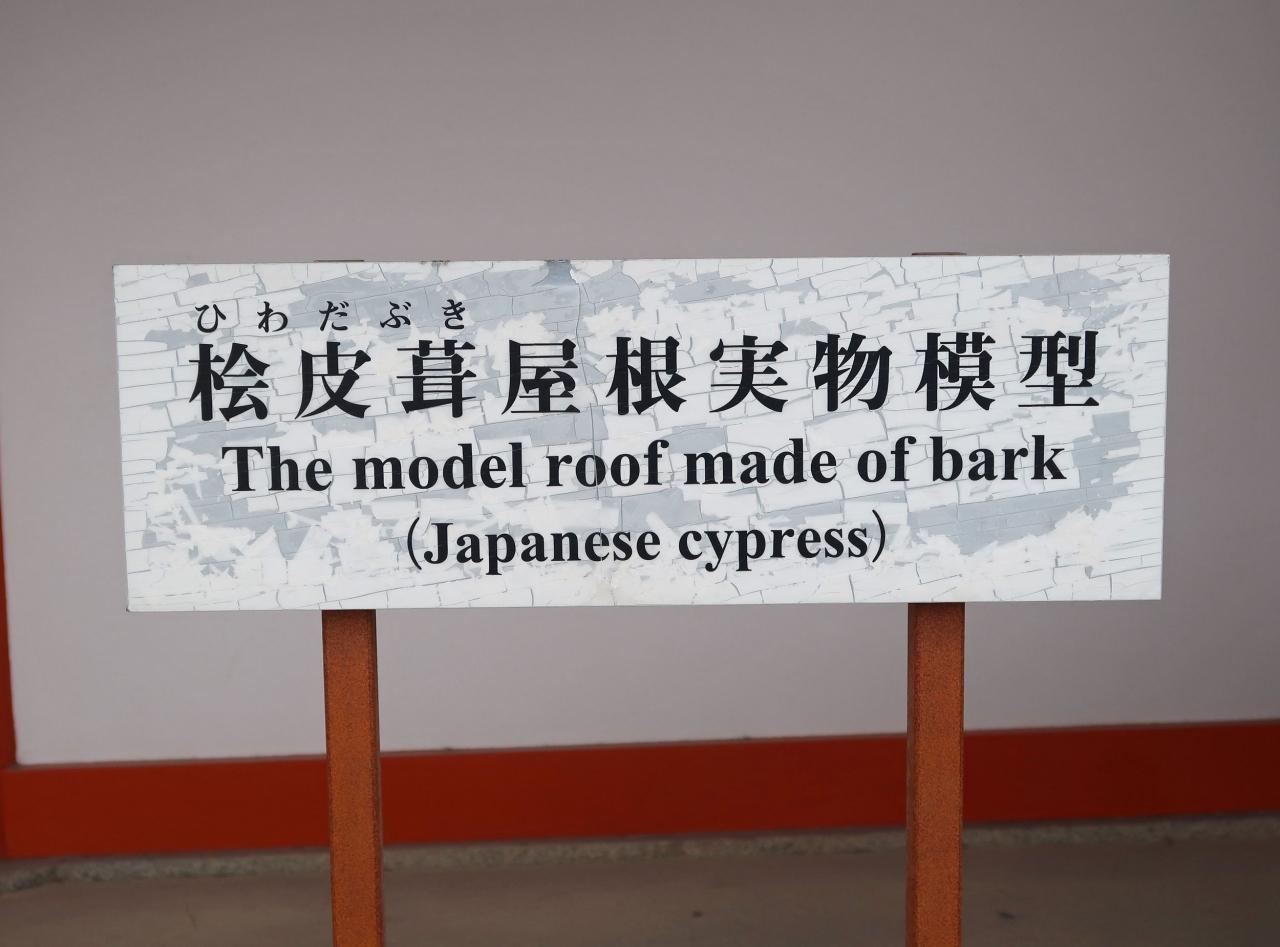 ひわだぶき
桧皮葺屋根実物模型
The model roof made of bark
(Japanese cypress)